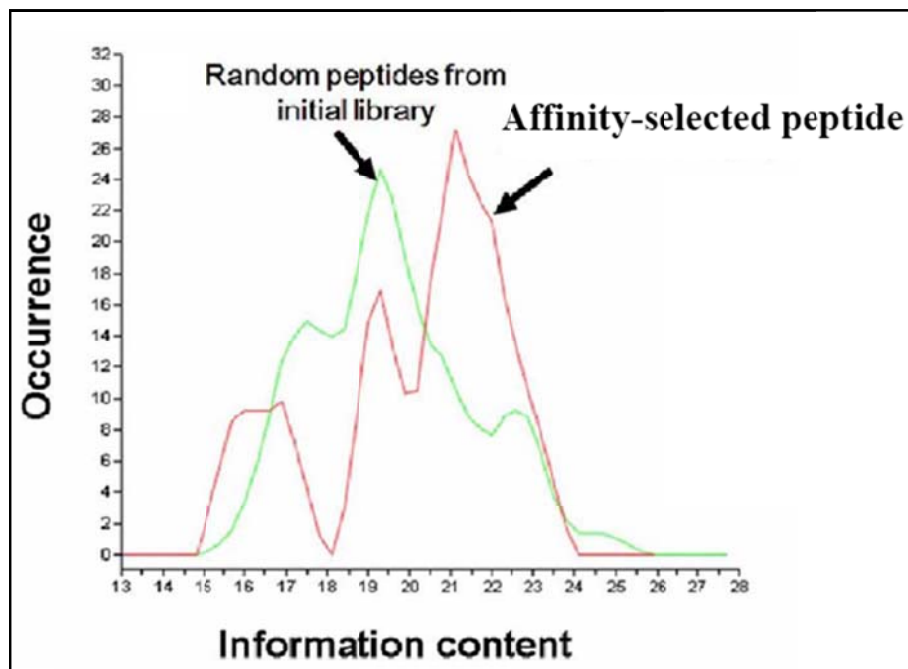 32
30
28
26
24
22
20
18
16
14
12
10
8
6
4
2
0
Occurrence
Random peptides from
initial library
Affinity-selected peptide
13 14 15 16 17 18 19 20 21 22 23 24 25 26 28
Information content